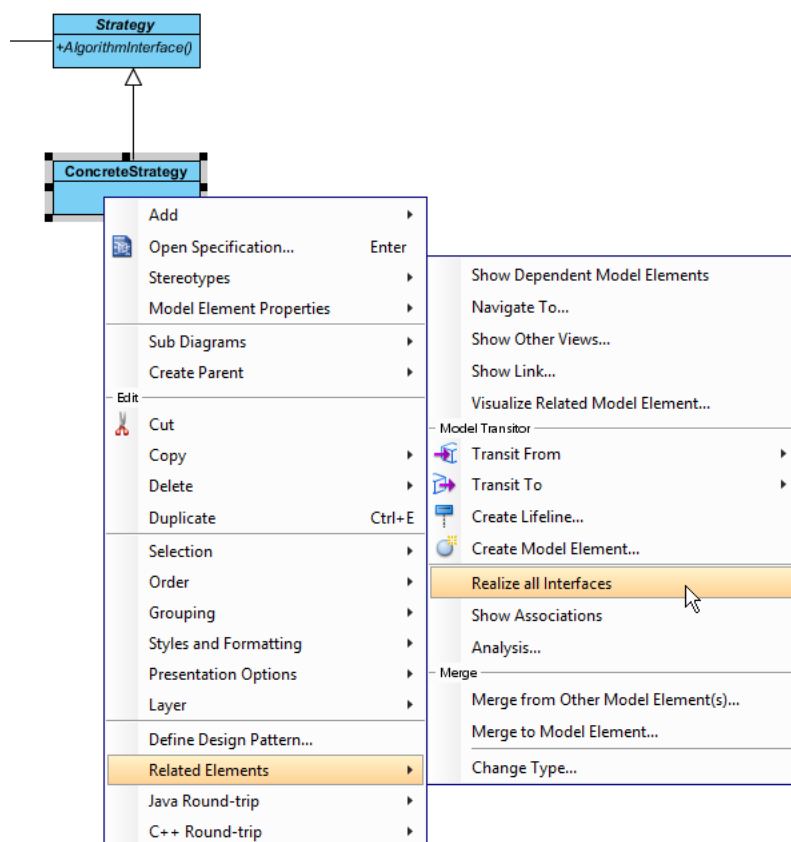 Strategy
+AlgorithmInterface()
ConcreteStrategy
Add
Open Specification... Enter
Stereotypes
Model Element Properties
Sub Diagrams
Create Parent
Edit
Cut
Copy
Delete
Duplicate Ctrl+E
Selection
Order
Grouping
Styles and Formatting
Presentation Options
Layer
Define Design Pattern...
Related Elements
Java Round-trip
C++ Round-trip
Show Dependent Model Elements
Navigate To...
Show Other Views...
Show Link...
Visualize Related Model Element...
Model Transitor
Transit From
Transit To
Create Lifeline...
Create Model Element...
Realize all Interfaces
Show Associations
Analysis...
Merge
Merge from Other Model Element(s)...
Merge to Model Element...
Change Type...